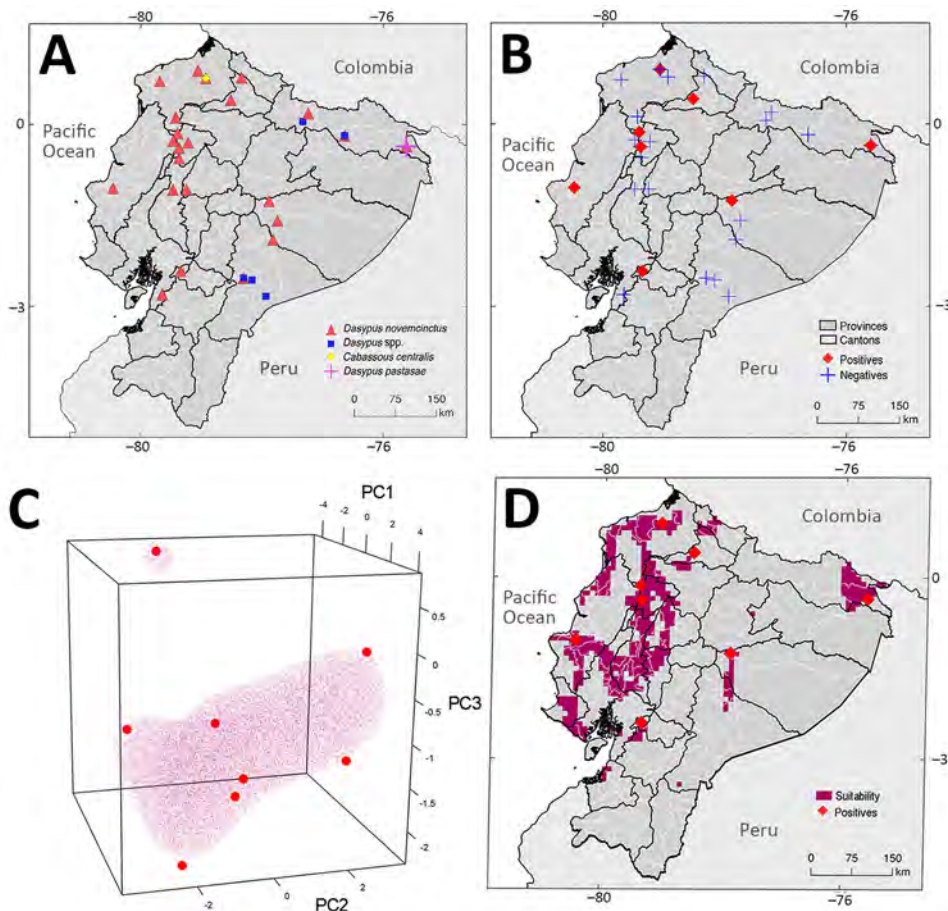 A
−80
−76
Colombia
Pacific
Ocean
0
−3
Peru
Dasypus novemcinctus
Dasypus spp.
Cabassous centralis
Dasypus pastasae
0 75 150
km
−80
−76
B
−80
−76
Colombia
Pacific
Ocean
0
−3
Peru
Provinces
Cantons
Positives
Negatives
0 75 150
km
−80
−76
C
PC1
−4 −2 0 2 4
0.5
0
−0.5
−1
−1.5
−2
PC3
−2 0 2
PC2
D
Colombia
Pacific
Ocean
0
−3
Peru
Suitability
Positives
0 75 150
km
−80
−76